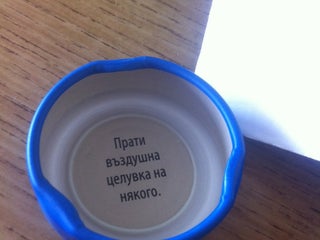 Прати
въздушна
целувка на
някого.